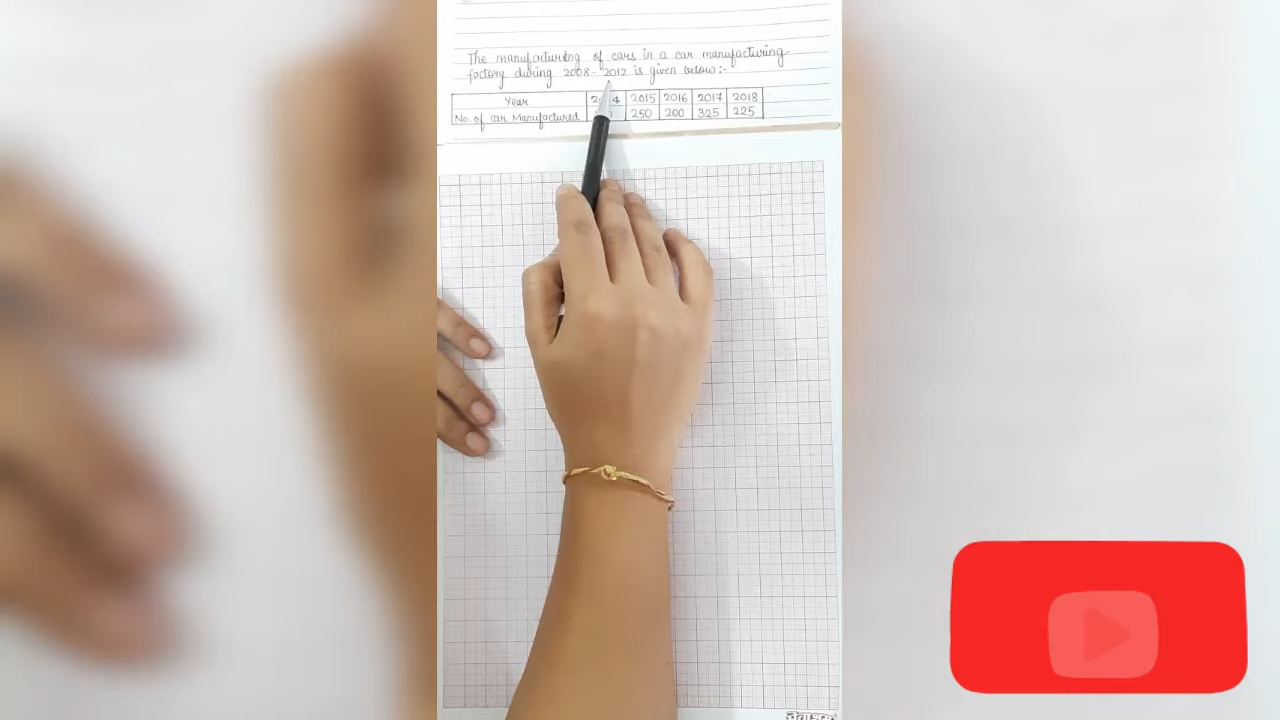 The manufacturing of cars in a car manufacturing
factory during 2008-2012 is given below:-
Year 2015 2016 2017 2018
No. of car Manufactured 250 200 325 225